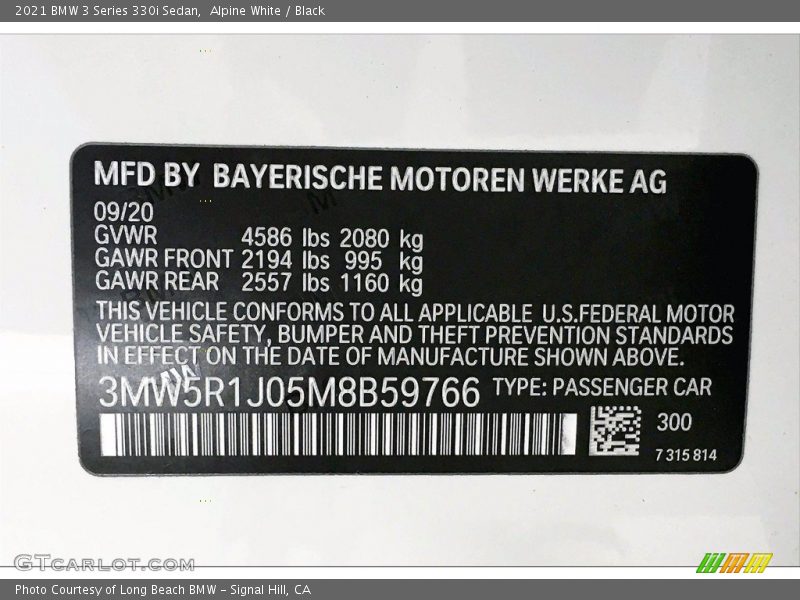 2021 BMW 3 Series 330i Sedan,  Alpine White / Black
MFD BY BAYERISCHE MOTOREN WERKE AG
09/20
GVWR 4586 lbs 2080 kg
GAWR FRONT 2194 lbs 995 kg
GAWR REAR 2557 lbs 1160 kg
THIS VEHICLE CONFORMS TO ALL APPLICABLE U.S.FEDERAL MOTOR
VEHICLE SAFETY, BUMPER AND THEFT PREVENTION STANDARDS
IN EFFECT ON THE DATE OF MANUFACTURE SHOWN ABOVE.
3MW5R1J05M8B59766 TYPE: PASSENGER CAR
300
7 315 814
GTCARLOT.COM
Photo Courtesy of Long Beach BMW – Signal Hill, CA